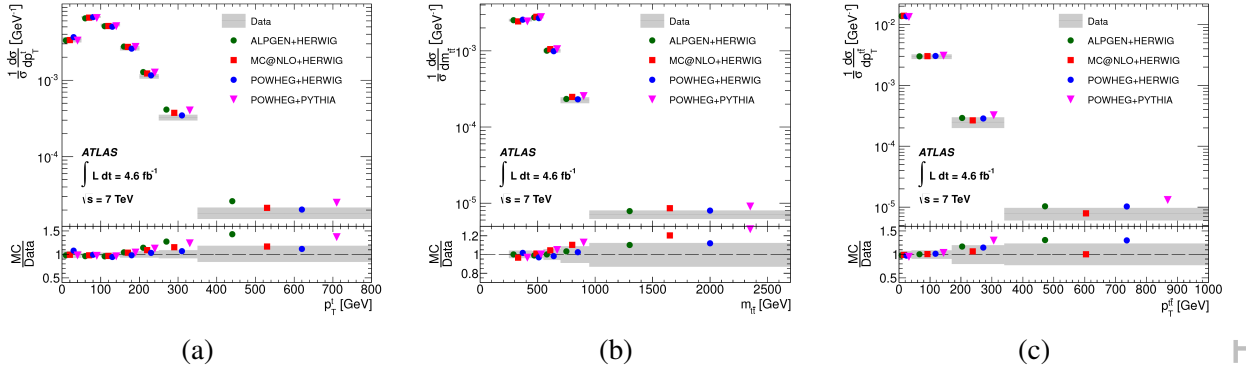 1/σ dσ/dp_T^t [GeV⁻¹]
10⁻²
10⁻³
10⁻⁴
Data
ALPGEN+HERWIG
MC@NLO+HERWIG
POWHEG+HERWIG
POWHEG+PYTHIA
ATLAS
∫ L dt = 4.6 fb⁻¹
√s = 7 TeV
MC/Data
1.5
1
0.5
0 100 200 300 400 500 600 700 800
p_T^t [GeV]
(a)
1/σ dσ/dm_tt̄ [GeV⁻¹]
10⁻³
10⁻⁴
10⁻⁵
Data
ALPGEN+HERWIG
MC@NLO+HERWIG
POWHEG+HERWIG
POWHEG+PYTHIA
ATLAS
∫ L dt = 4.6 fb⁻¹
√s = 7 TeV
MC/Data
1.2
1
0.8
0 500 1000 1500 2000 2500
m_tt̄ [GeV]
(b)
1/σ dσ/dp_T^tt̄ [GeV⁻¹]
10⁻²
10⁻³
10⁻⁴
10⁻⁵
Data
ALPGEN+HERWIG
MC@NLO+HERWIG
POWHEG+HERWIG
POWHEG+PYTHIA
ATLAS
∫ L dt = 4.6 fb⁻¹
√s = 7 TeV
MC/Data
1.5
1
0.5
0 100 200 300 400 500 600 700 800 900 1000
p_T^tt̄ [GeV]
(c)